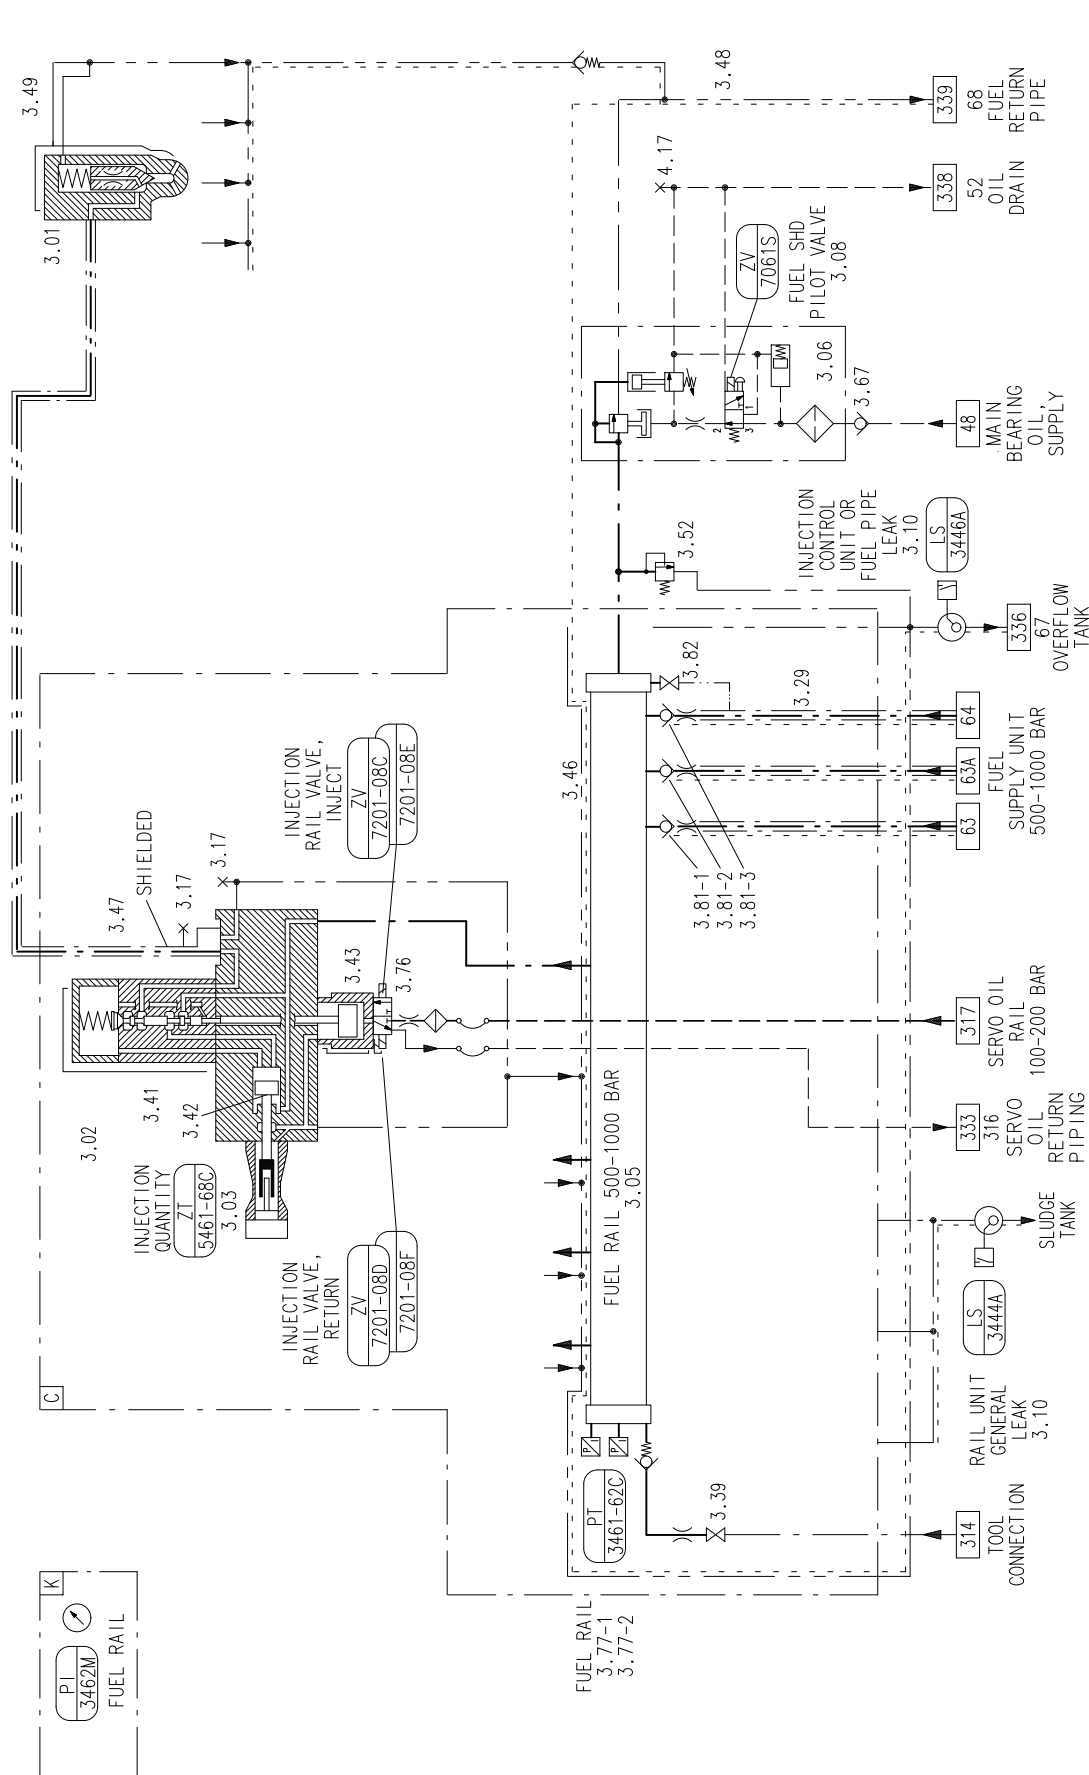 K
PI
3462M
FUEL RAIL
C
3.02
3.41
3.42
3.47
SHIELDED
3.17
3.17
3.01
3.49
INJECTION
QUANTITY
ZT
5461-68C
3.03
INJECTION
RAIL VALVE,
RETURN
ZV
7201-08D
7201-08F
3.43
3.76
INJECTION
RAIL VALVE,
INJECT
ZV
7201-08C
7201-08E
FUEL RAIL
3.77-1
3.77-2
P
I
P
I
PT
3461-62C
FUEL RAIL 500-1000 BAR
3.05
3.46
3.39
3.81-1
3.81-2
3.81-3
3.82
3.29
3.52
3.48
4.17
ZV
7061S
FUEL SHD
PILOT VALVE
3.08
2
1
3
3.06
3.67
INJECTION
CONTROL
UNIT OR
FUEL PIPE
LEAK
3.10
LS
3446A
314
TOOL
CONNECTION
RAIL UNIT
GENERAL
LEAK
3.10
LS
3444A
SLUDGE
TANK
333
316
SERVO
OIL
RETURN
PIPING
317
SERVO OIL
RAIL
100-200 BAR
63
63A
64
FUEL
SUPPLY UNIT
500-1000 BAR
336
67
OVERFLOW
TANK
48
MAIN
BEARING
OIL,
SUPPLY
338
52
OIL
DRAIN
339
68
FUEL
RETURN
PIPE